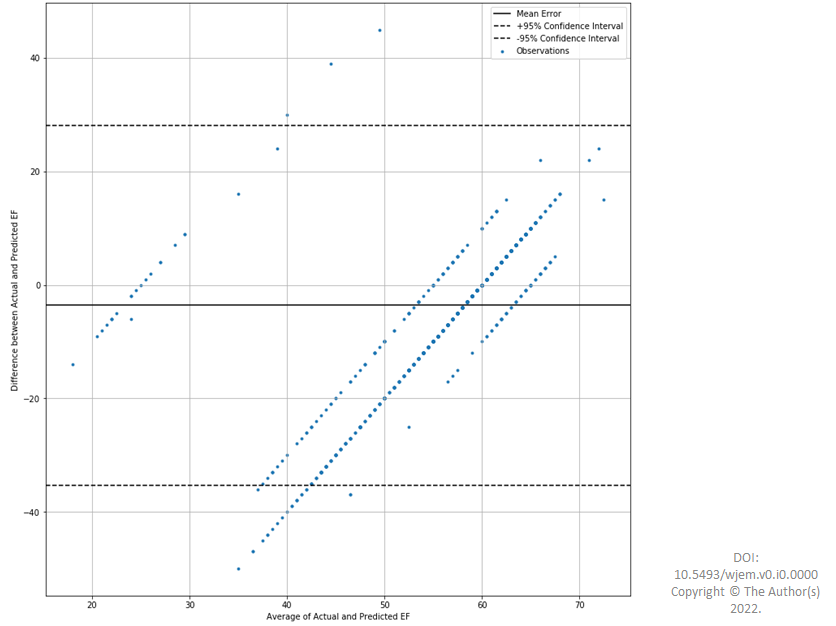 Mean Error
+95% Confidence Interval
-95% Confidence Interval
Observations
40
20
0
−20
−40
Difference between Actual and Predicted EF
20
30
40
50
60
70
Average of Actual and Predicted EF
DOI:
10.5493/wjem.v0.i0.0000
Copyright © The Author(s)
2022.